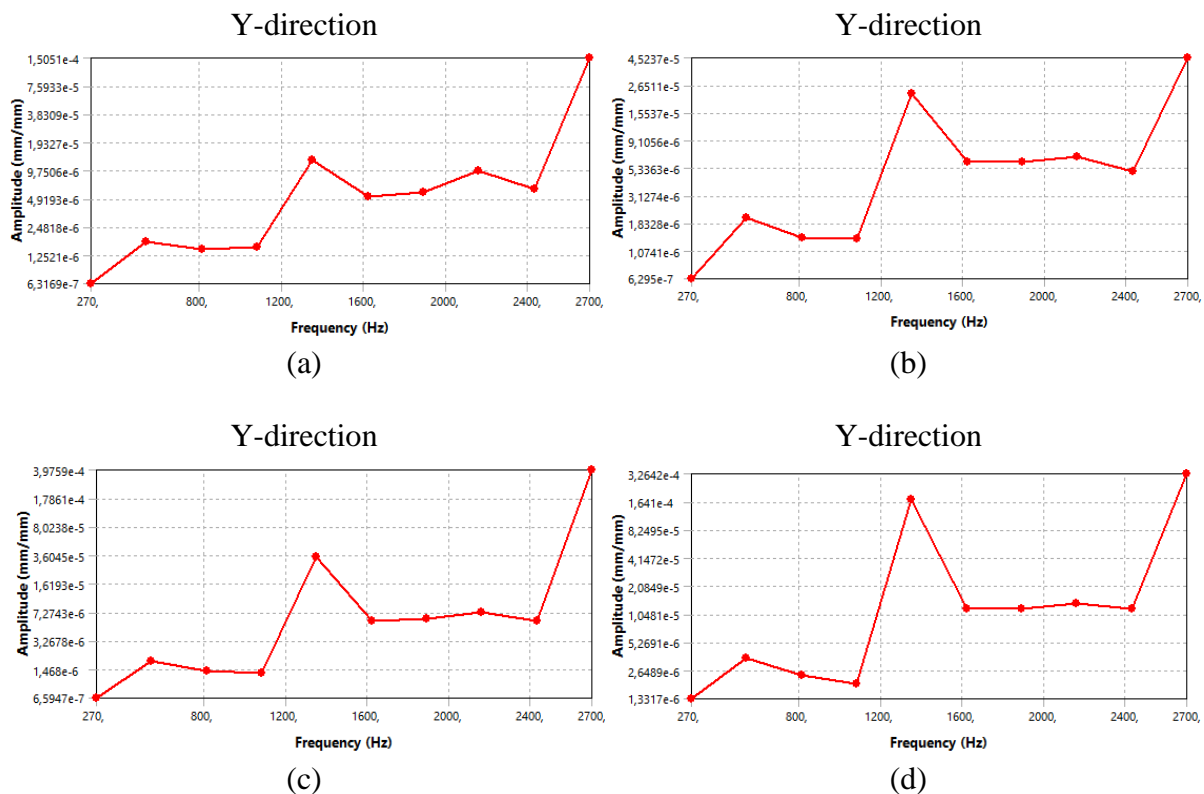 Y-direction
1,5051e-4
7,5933e-5
3,8309e-5
1,9327e-5
9,7506e-6
4,9193e-6
2,4818e-6
1,2521e-6
6,3169e-7
Amplitude (mm/mm)
270, 800, 1200, 1600, 2000, 2400, 2700,
Frequency (Hz)
(a)
Y-direction
4,5237e-5
2,6511e-5
1,5537e-5
9,1056e-6
5,3363e-6
3,1274e-6
1,8328e-6
1,0741e-6
6,295e-7
Amplitude (mm/mm)
270, 800, 1200, 1600, 2000, 2400, 2700,
Frequency (Hz)
(b)
Y-direction
3,9759e-4
1,7861e-4
8,0238e-5
3,6045e-5
1,6193e-5
7,2743e-6
3,2678e-6
1,468e-6
6,5947e-7
Amplitude (mm/mm)
270, 800, 1200, 1600, 2000, 2400, 2700,
Frequency (Hz)
(c)
Y-direction
3,2642e-4
1,641e-4
8,2495e-5
4,1472e-5
2,0849e-5
1,0481e-5
5,2691e-6
2,6489e-6
1,3317e-6
Amplitude (mm/mm)
270, 800, 1200, 1600, 2000, 2400, 2700,
Frequency (Hz)
(d)